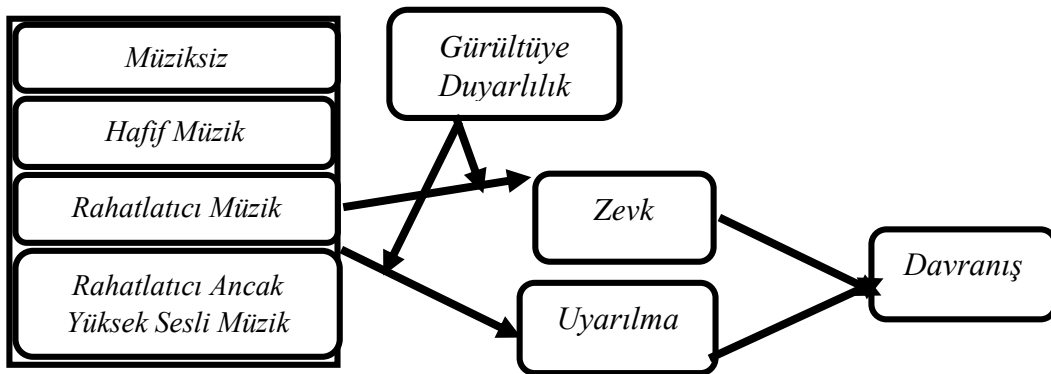 Müziksiz
Hafif Müzik
Rahatlatıcı Müzik
Rahatlatıcı Ancak
Yüksek Sesli Müzik
Gürültüye
Duyarlılık
Zevk
Uyarılma
Davranış